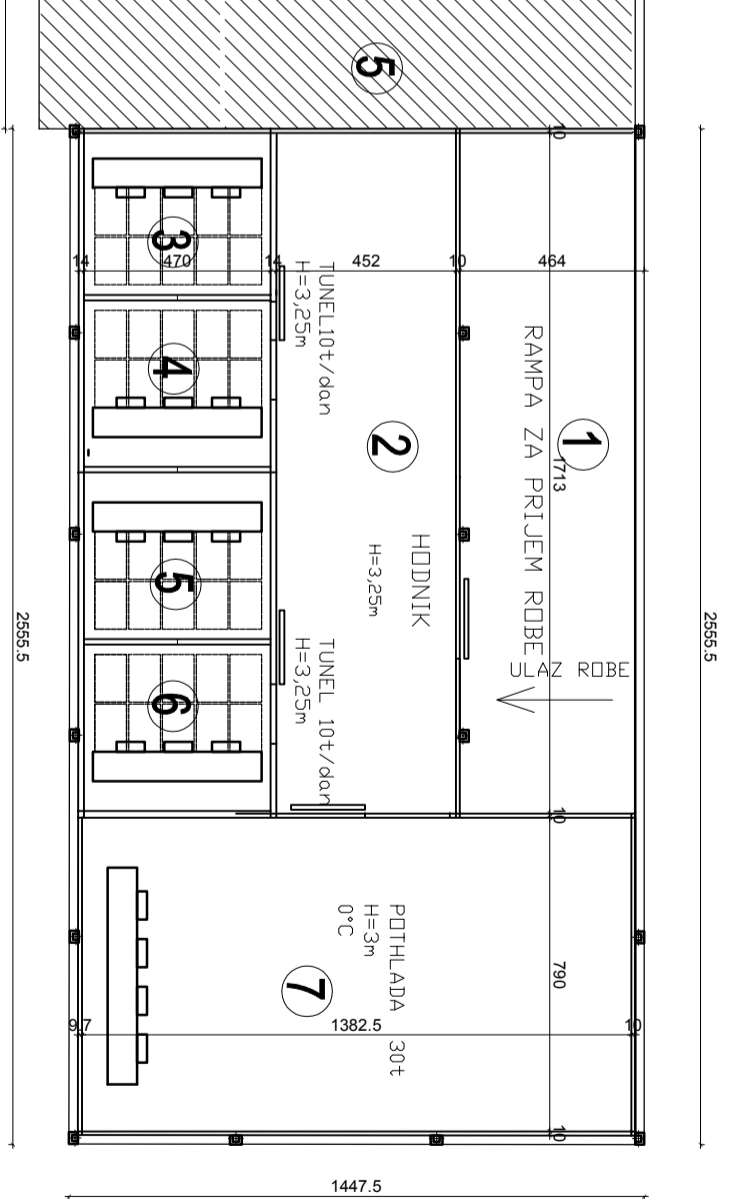 5
10
3
14
470
14
452
10
464
TUNEL10t/dan
H=3,25m
4
2
1
RAMPA ZA PRIJEM ROBE
1713
HODNIK
H=3,25m
5
ULAZ ROBE
TUNEL 10t/dan
H=3,25m
6
10
2555.5
2555.5
POTHLADA 30t
H=3m
0°C
7
790
9.7
1382.5
10
10
1447.5